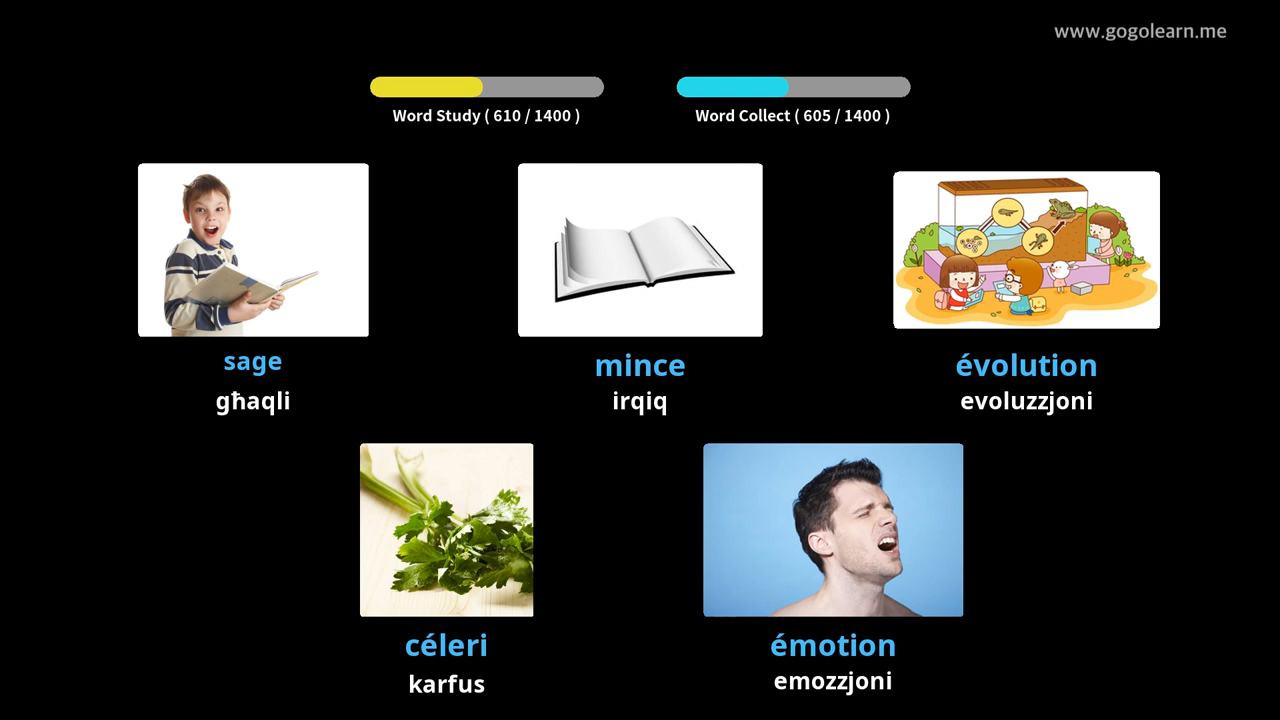 www.gogolearn.me
Word Study ( 610 / 1400 )
Word Collect ( 605 / 1400 )
sage
għaqli
mince
irqiq
évolution
evoluzzjoni
céleri
karfus
émotion
emozzjoni